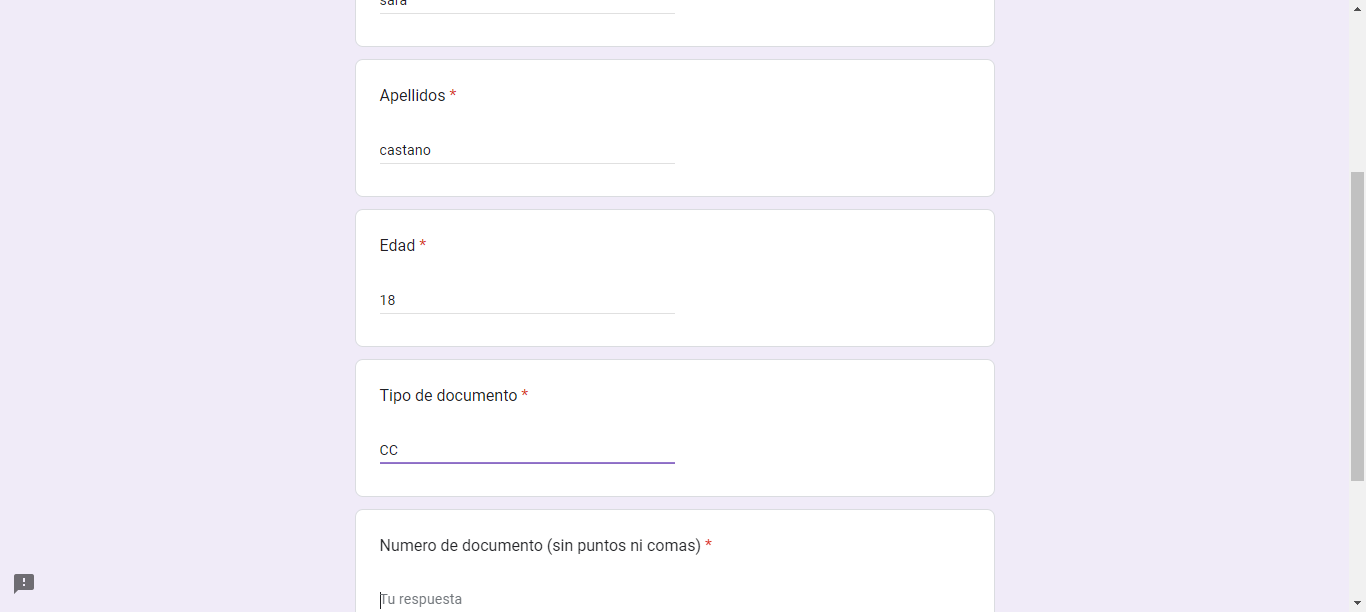 sara
Apellidos *
castano
Edad *
18
Tipo de documento *
CC
Numero de documento (sin puntos ni comas) *
Tu respuesta